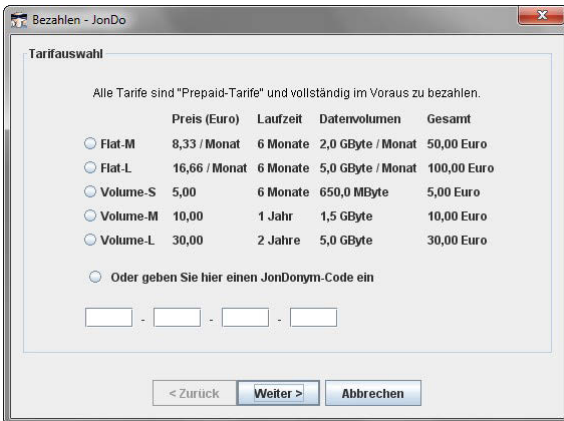 Bezahlen - JonDo
Tarifauswahl
Alle Tarife sind "Prepaid-Tarife" und vollständig im Voraus zu bezahlen.
Preis (Euro) Laufzeit Datenvolumen Gesamt
Flat-M 8,33 / Monat 6 Monate 2,0 GByte / Monat 50,00 Euro
Flat-L 16,66 / Monat 6 Monate 5,0 GByte / Monat 100,00 Euro
Volume-S 5,00 6 Monate 650,0 MByte 5,00 Euro
Volume-M 10,00 1 Jahr 1,5 GByte 10,00 Euro
Volume-L 30,00 2 Jahre 5,0 GByte 30,00 Euro
Oder geben Sie hier einen JonDonym-Code ein
- - -
< Zurück Weiter > Abbrechen